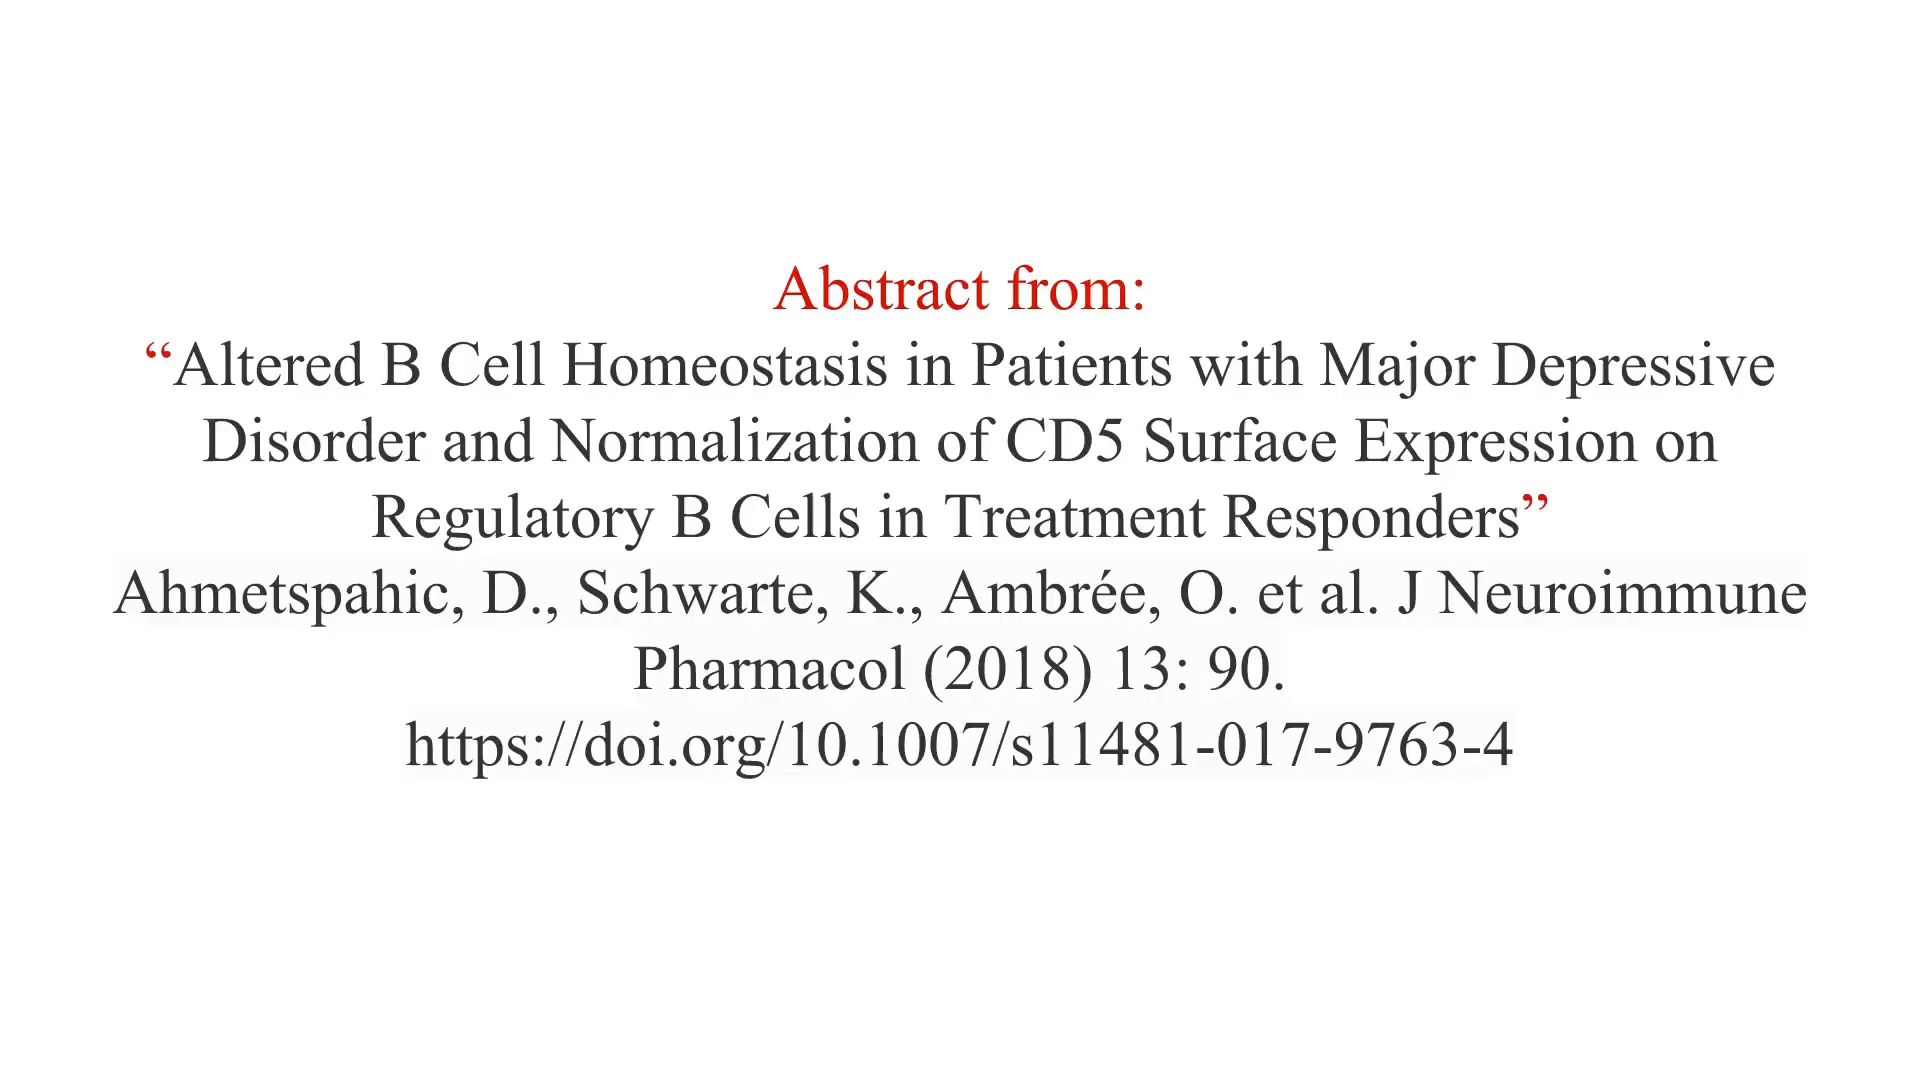 Abstract from:
“Altered B Cell Homeostasis in Patients with Major Depressive
Disorder and Normalization of CD5 Surface Expression on
Regulatory B Cells in Treatment Responders”
Ahmetspahic, D., Schwarte, K., Ambrée, O. et al. J Neuroimmune
Pharmacol (2018) 13: 90.
https://doi.org/10.1007/s11481-017-9763-4